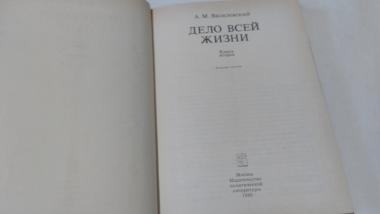 А. М. Василевский
ДЕЛО ВСЕЙ
ЖИЗНИ
Книга
вторая
Москва
Издательство
политической
литературы